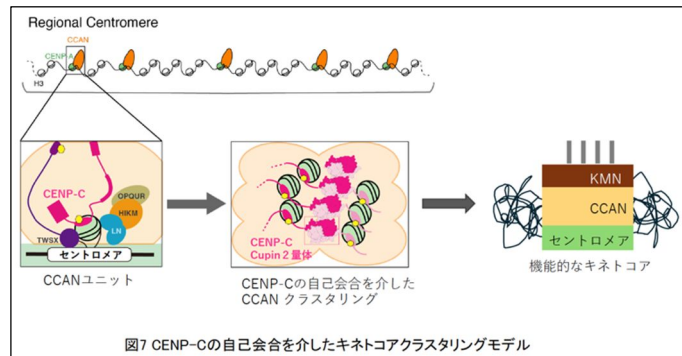 Regional Centromere
CCAN
CENP-A
H3
CENP-C
OPQUR
HIKM
LN
TWSX
セントロメア
CCANユニット
CENP-C
Cupin 2量体
CENP-Cの自己会合を介した
CCAN クラスタリング
KMN
CCAN
セントロメア
機能的なキネトコア
図7 CENP-Cの自己会合を介したキネトコアクラスタリングモデル